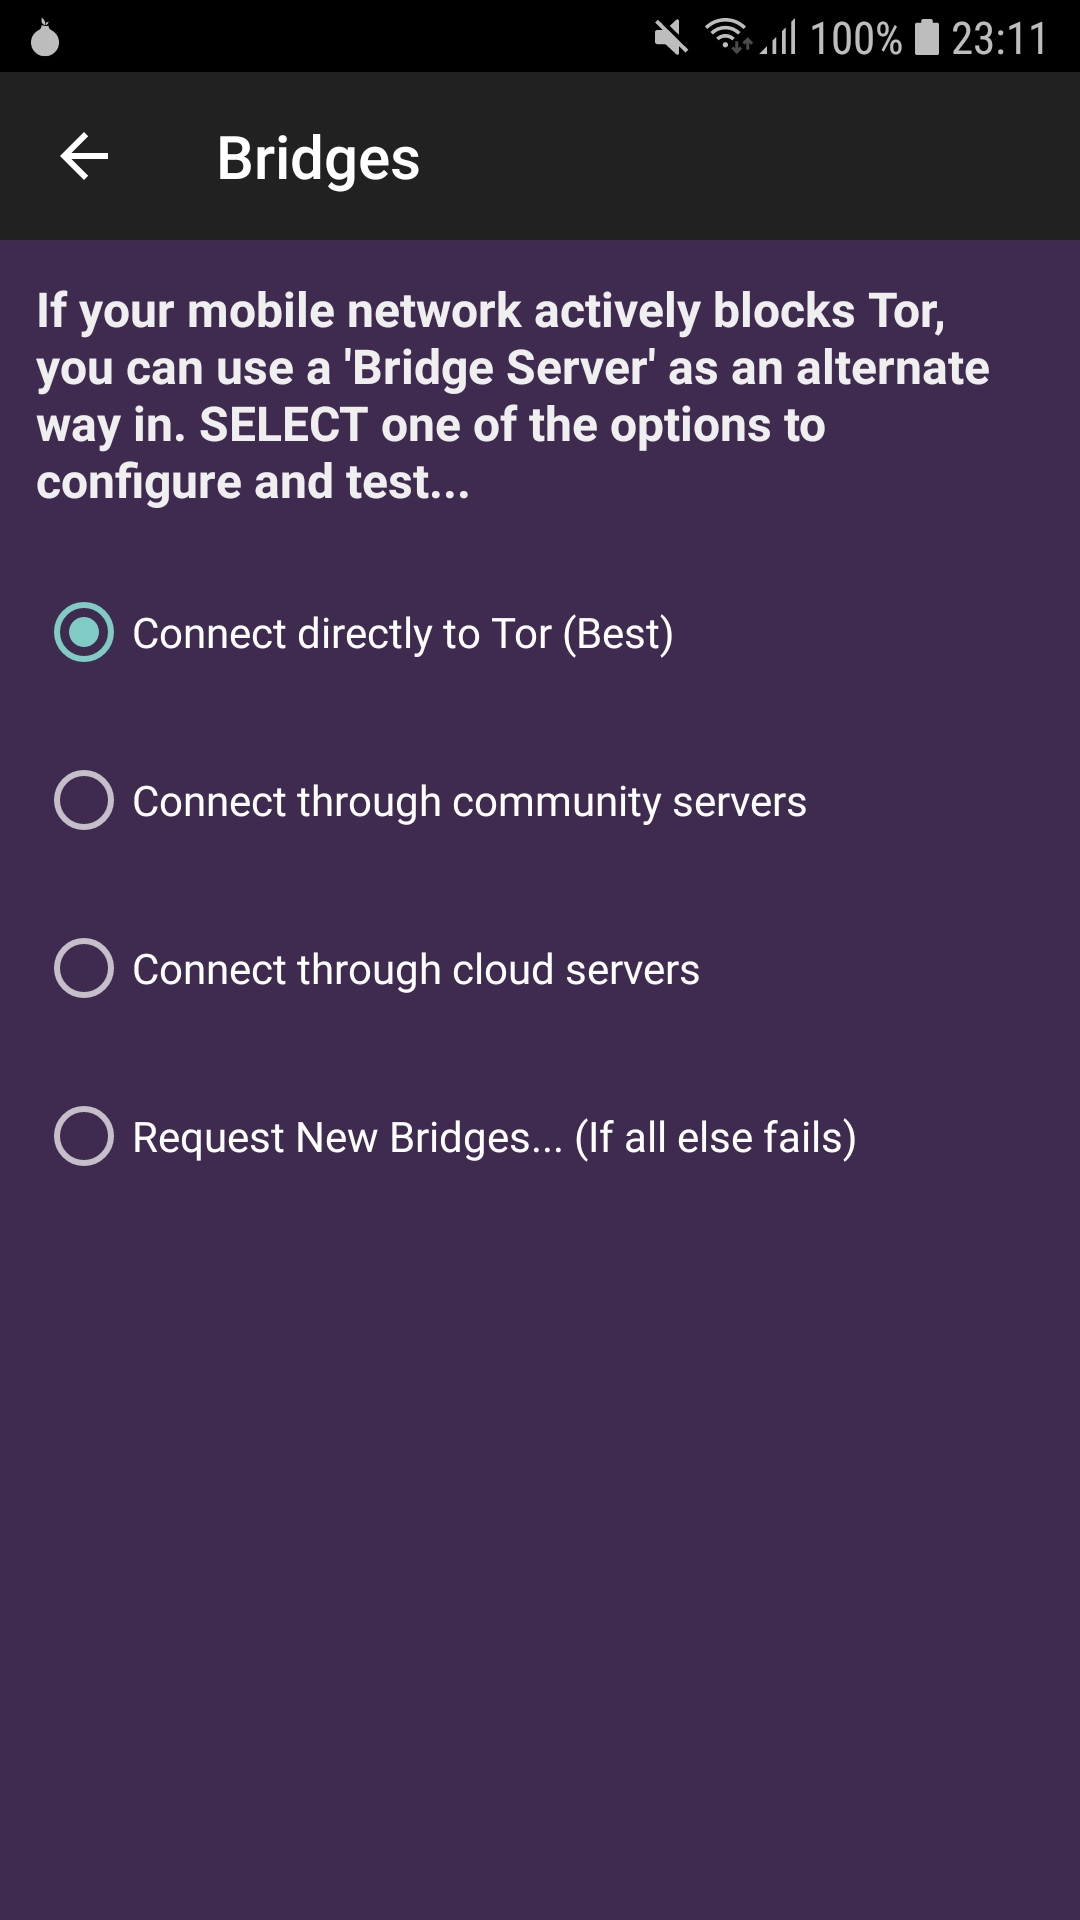 100% 23:11
Bridges
If your mobile network actively blocks Tor,
you can use a 'Bridge Server' as an alternate
way in. SELECT one of the options to
configure and test...
Connect directly to Tor (Best)
Connect through community servers
Connect through cloud servers
Request New Bridges... (If all else fails)